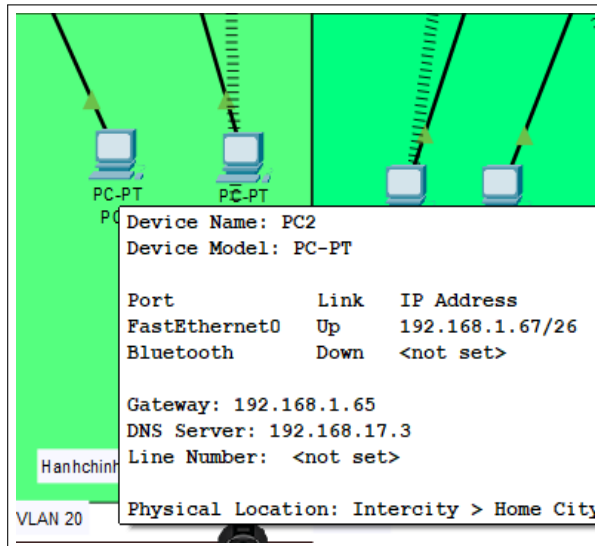 PC-PT
PC-PT
Device Name: PC2
Device Model: PC-PT
Port Link IP Address
FastEthernet0 Up 192.168.1.67/26
Bluetooth Down <not set>
Gateway: 192.168.1.65
DNS Server: 192.168.17.3
Line Number: <not set>
Physical Location: Intercity > Home City
Hanhchinh
VLAN 20